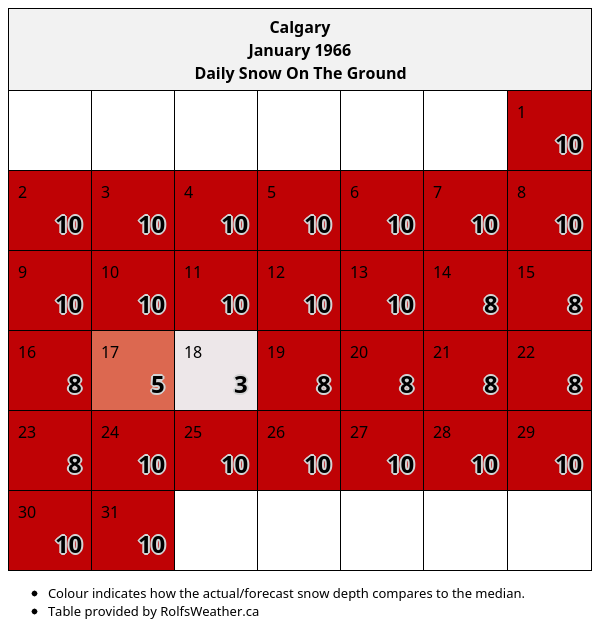 Calgary
January 1966
Daily Snow On The Ground
1
10
2 3 4 5 6 7 8
10 10 10 10 10 10 10
9 10 11 12 13 14 15
10 10 10 10 10 8 8
16 17 18 19 20 21 22
8 5 3 8 8 8 8
23 24 25 26 27 28 29
8 10 10 10 10 10 10
30 31
10 10
• Colour indicates how the actual/forecast snow depth compares to the median.
• Table provided by RolfsWeather.ca